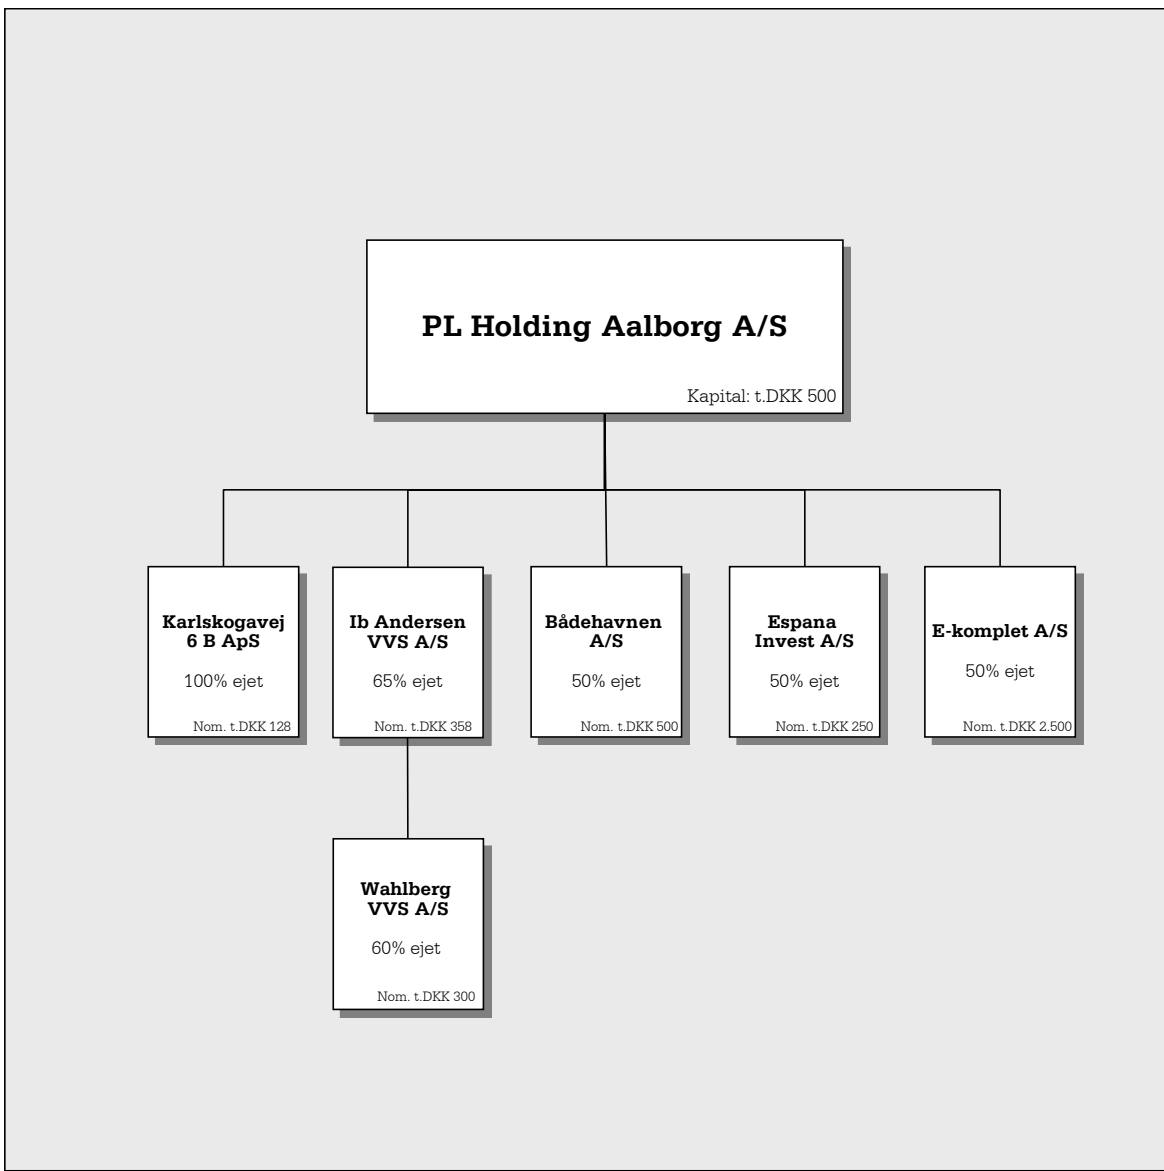 PL Holding Aalborg A/S
Kapital: t.DKK 500
Karlskogavej
6 B ApS
100% ejet
Nom. t.DKK 128
Ib Andersen
VVS A/S
65% ejet
Nom. t.DKK 358
Bådehavnen
A/S
50% ejet
Nom. t.DKK 500
Espana
Invest A/S
50% ejet
Nom. t.DKK 250
E-komplet A/S
50% ejet
Nom. t.DKK 2.500
Wahlberg
VVS A/S
60% ejet
Nom. t.DKK 300